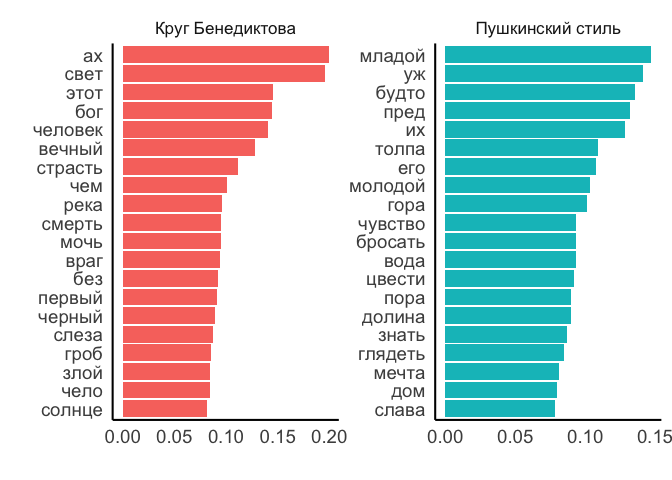 Круг Бенедиктова
ах
свет
этот
бог
человек
вечный
страсть
чем
река
смерть
мочь
враг
без
первый
черный
слеза
гроб
злой
чело
солнце
0.00 0.05 0.10 0.15 0.20
Пушкинский стиль
младой
уж
будто
пред
их
толпа
его
молодой
гора
чувство
бросать
вода
цвести
пора
долина
знать
глядеть
мечта
дом
слава
0.00 0.05 0.10 0.15